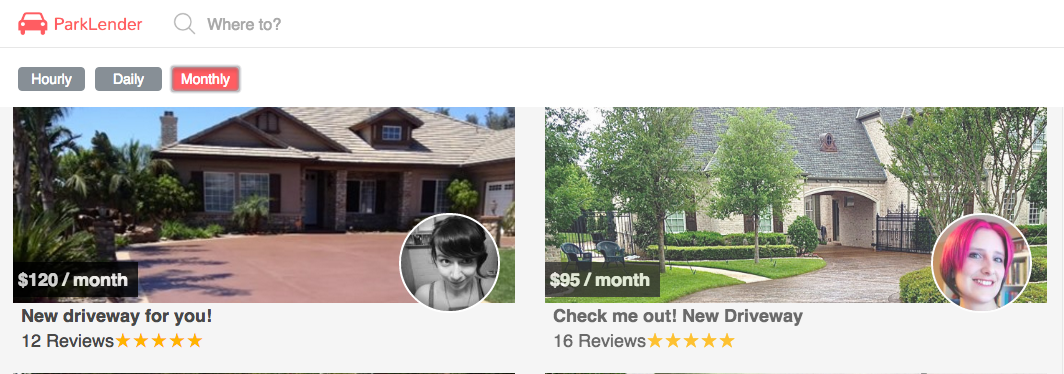 ParkLender
Where to?
Hourly
Daily
Monthly
$120 / month
New driveway for you!
12 Reviews★★★★★
$95 / month
Check me out! New Driveway
16 Reviews★★★★★